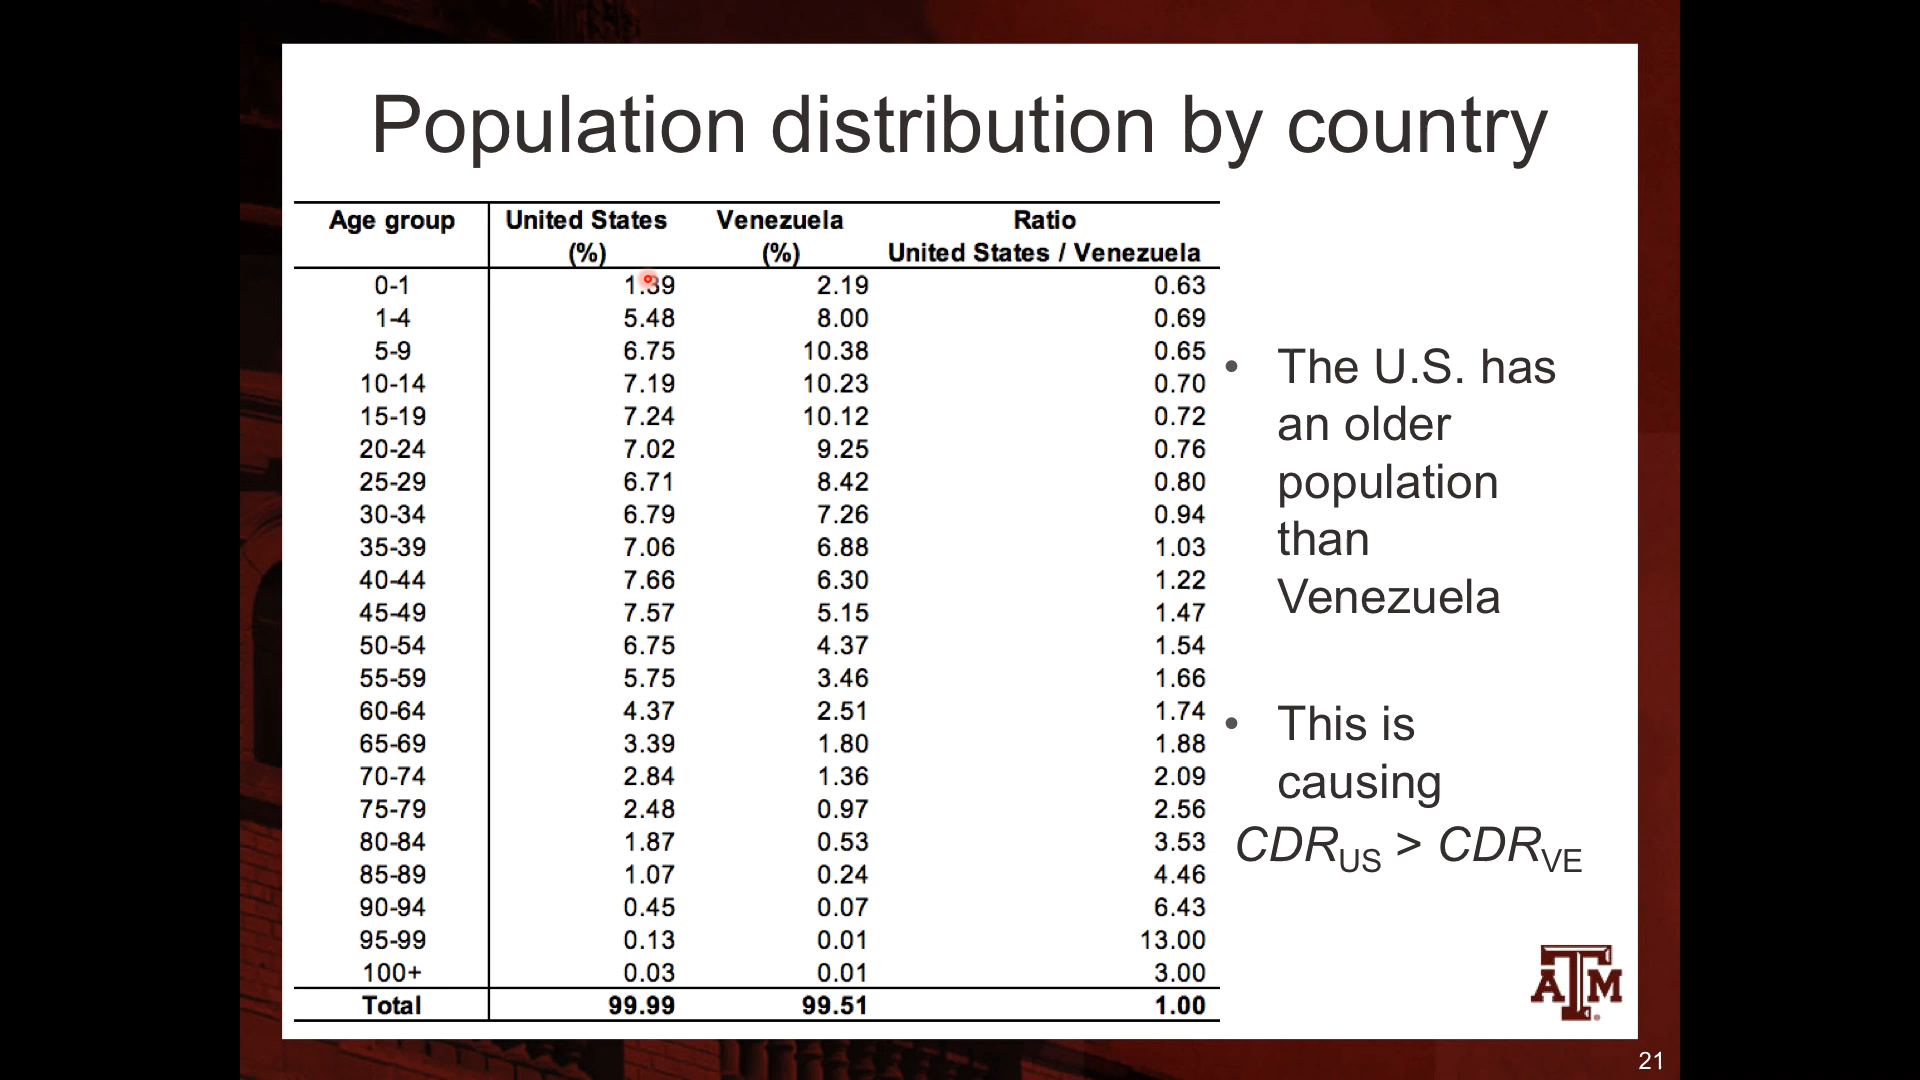 Population distribution by country
Age group United States Venezuela Ratio
(%) (%) United States / Venezuela
0-1 1.39 2.19 0.63
1-4 5.48 8.00 0.69
5-9 6.75 10.38 0.65
10-14 7.19 10.23 0.70
15-19 7.24 10.12 0.72
20-24 7.02 9.25 0.76
25-29 6.71 8.42 0.80
30-34 6.79 7.26 0.94
35-39 7.06 6.88 1.03
40-44 7.66 6.30 1.22
45-49 7.57 5.15 1.47
50-54 6.75 4.37 1.54
55-59 5.75 3.46 1.66
60-64 4.37 2.51 1.74
65-69 3.39 1.80 1.88
70-74 2.84 1.36 2.09
75-79 2.48 0.97 2.56
80-84 1.87 0.53 3.53
85-89 1.07 0.24 4.46
90-94 0.45 0.07 6.43
95-99 0.13 0.01 13.00
100+ 0.03 0.01 3.00
Total 99.99 99.51 1.00
• The U.S. has
an older
population
than
Venezuela
• This is
causing
CDRUS > CDRVE
ATM
21